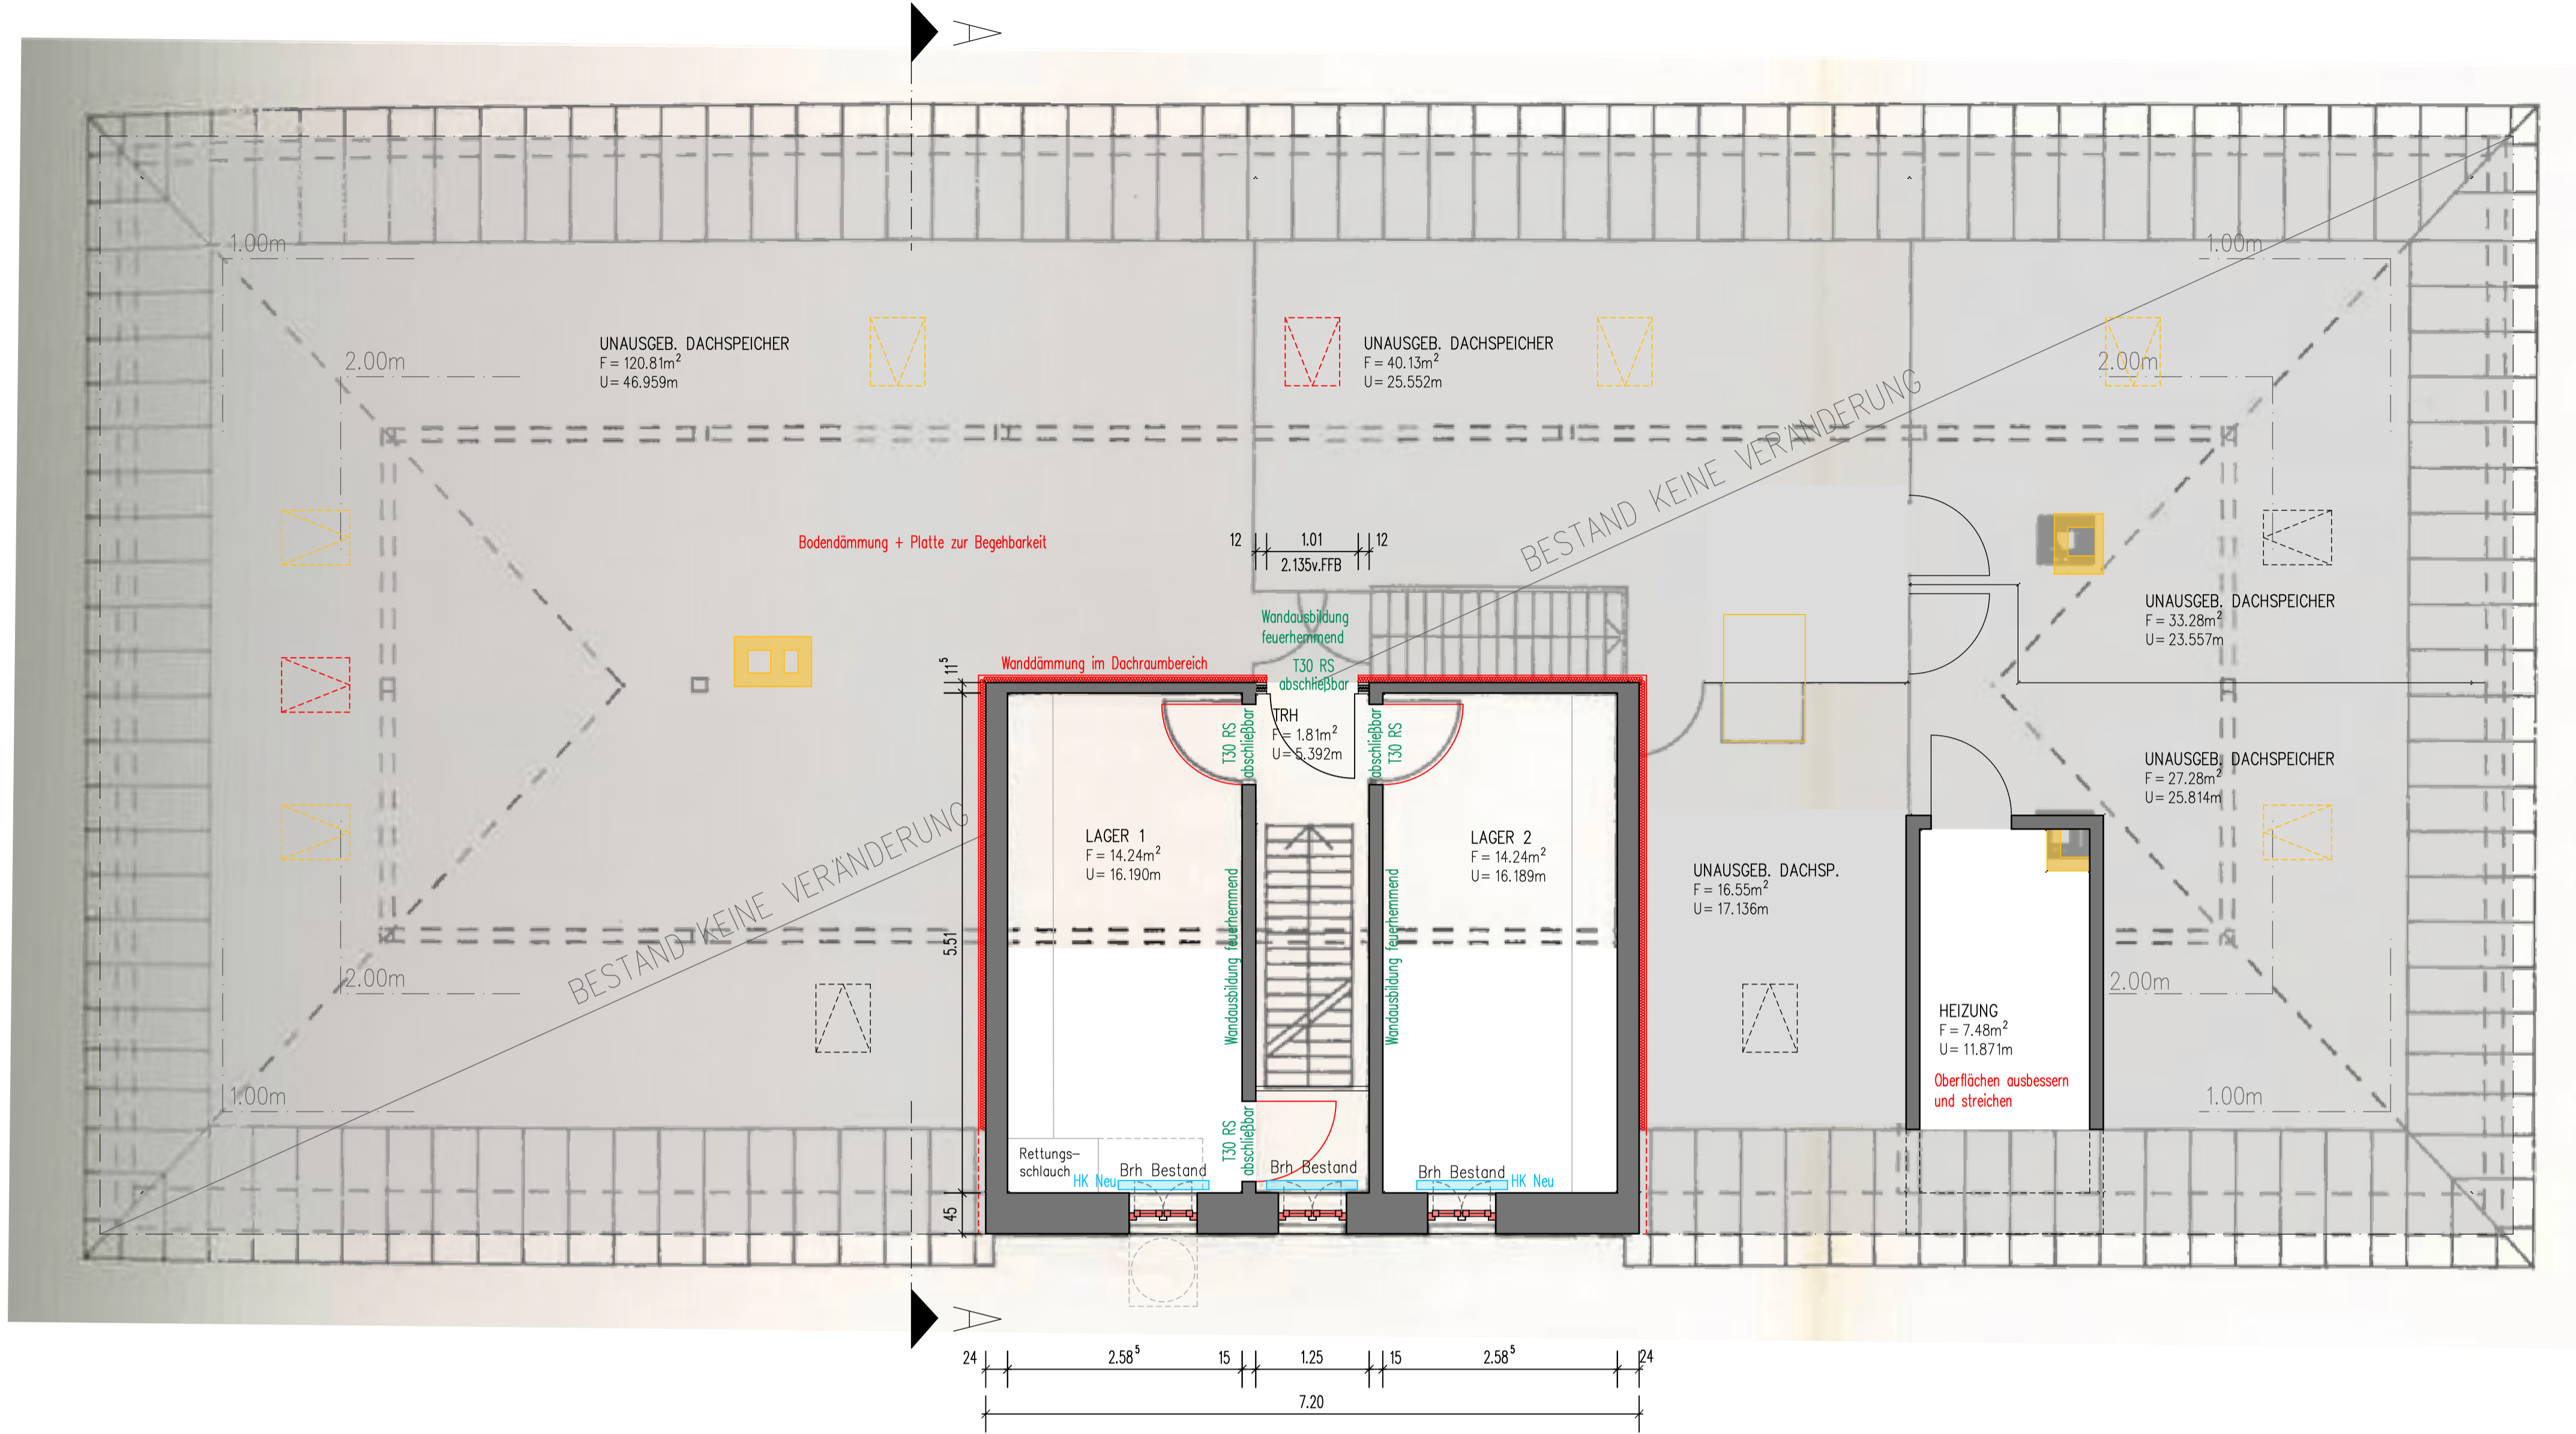 A
1.00m
1.00m
UNAUSGEB. DACHSPEICHER
F = 120.81m²
U = 46.959m
UNAUSGEB. DACHSPEICHER
F = 40.13m²
U = 25.552m
2.00m
2.00m
BESTAND KEINE VERÄNDERUNG
Bodendämmung + Platte zur Begehbarkeit
12
1.01
12
2.135v.FFB
UNAUSGEB. DACHSPEICHER
F = 33.28m²
U = 23.557m
Wandausbildung
feuerhemmend
T30 RS
abschließbar
Wanddämmung im Dachraumbereich
11⁵
TRH
F = 1.81m²
U = 5.392m
T30 RS
abschließbar
abschließbar
T30 RS
UNAUSGEB. DACHSPEICHER
F = 27.28m²
U = 25.814m
BESTAND KEINE VERÄNDERUNG
LAGER 1
F = 14.24m²
U = 16.190m
LAGER 2
F = 14.24m²
U = 16.189m
UNAUSGEB. DACHSP.
F = 16.55m²
U = 17.136m
5.51
Wandausbildung feuerhemmend
Wandausbildung feuerhemmend
2.00m
2.00m
HEIZUNG
F = 7.48m²
U = 11.871m
Oberflächen ausbessern
und streichen
1.00m
1.00m
T30 RS
abschließbar
Rettungs-
schlauch
HK Neu
Brh Bestand
Brh Bestand
Brh Bestand
HK Neu
45
A
24
2.58⁵
15
1.25
15
2.58⁵
24
7.20